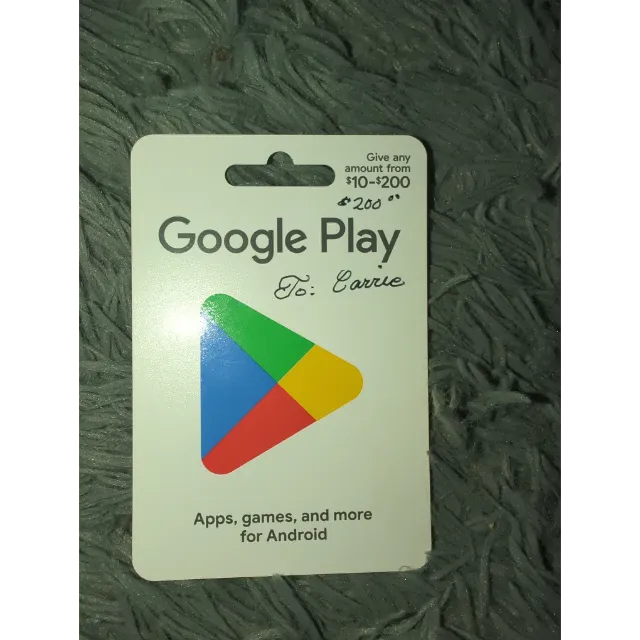 Give any
amount from
$10–$200
$200⁰⁰
Google Play
To: Carrie
Apps, games, and more
for Android